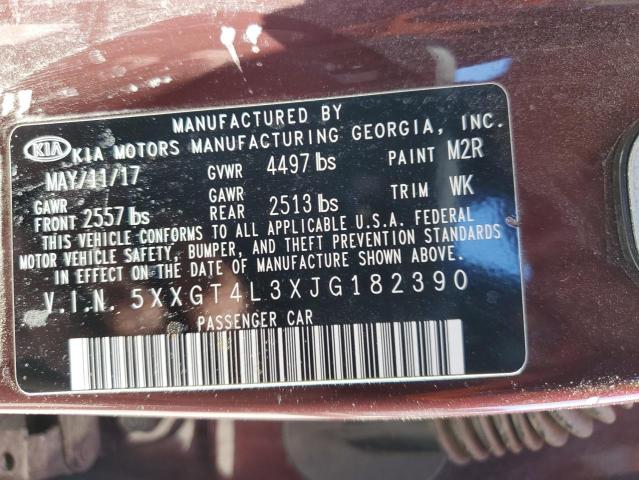 MANUFACTURED BY
KIA KIA MOTORS MANUFACTURING GEORGIA, INC.
MAY/11/17 GVWR 4497 lbs PAINT M2R
GAWR FRONT 2557 lbs GAWR REAR 2513 lbs TRIM WK
THIS VEHICLE CONFORMS TO ALL APPLICABLE U.S.A. FEDERAL
MOTOR VEHICLE SAFETY, BUMPER, AND THEFT PREVENTION STANDARDS
IN EFFECT ON THE DATE OF MANUFACTURE SHOWN ABOVE.
V.I.N. 5XXGT4L3XJG182390
PASSENGER CAR